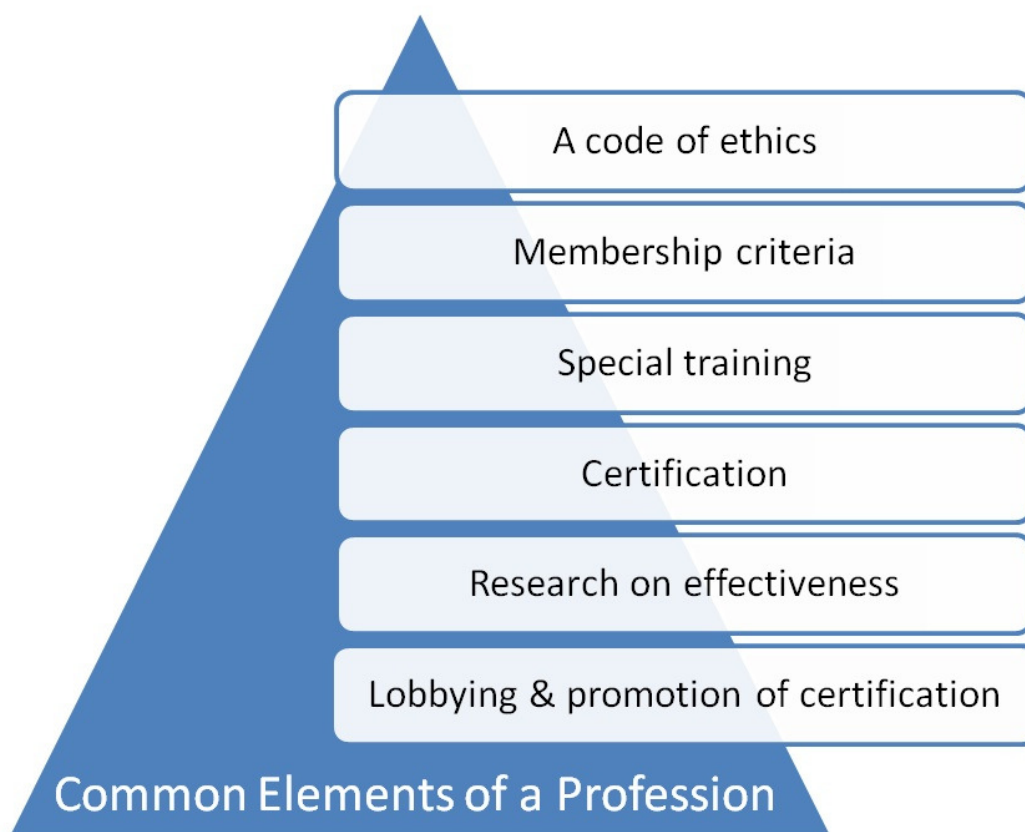 A code of ethics
Membership criteria
Special training
Certification
Research on effectiveness
Lobbying & promotion of certification
Common Elements of a Profession